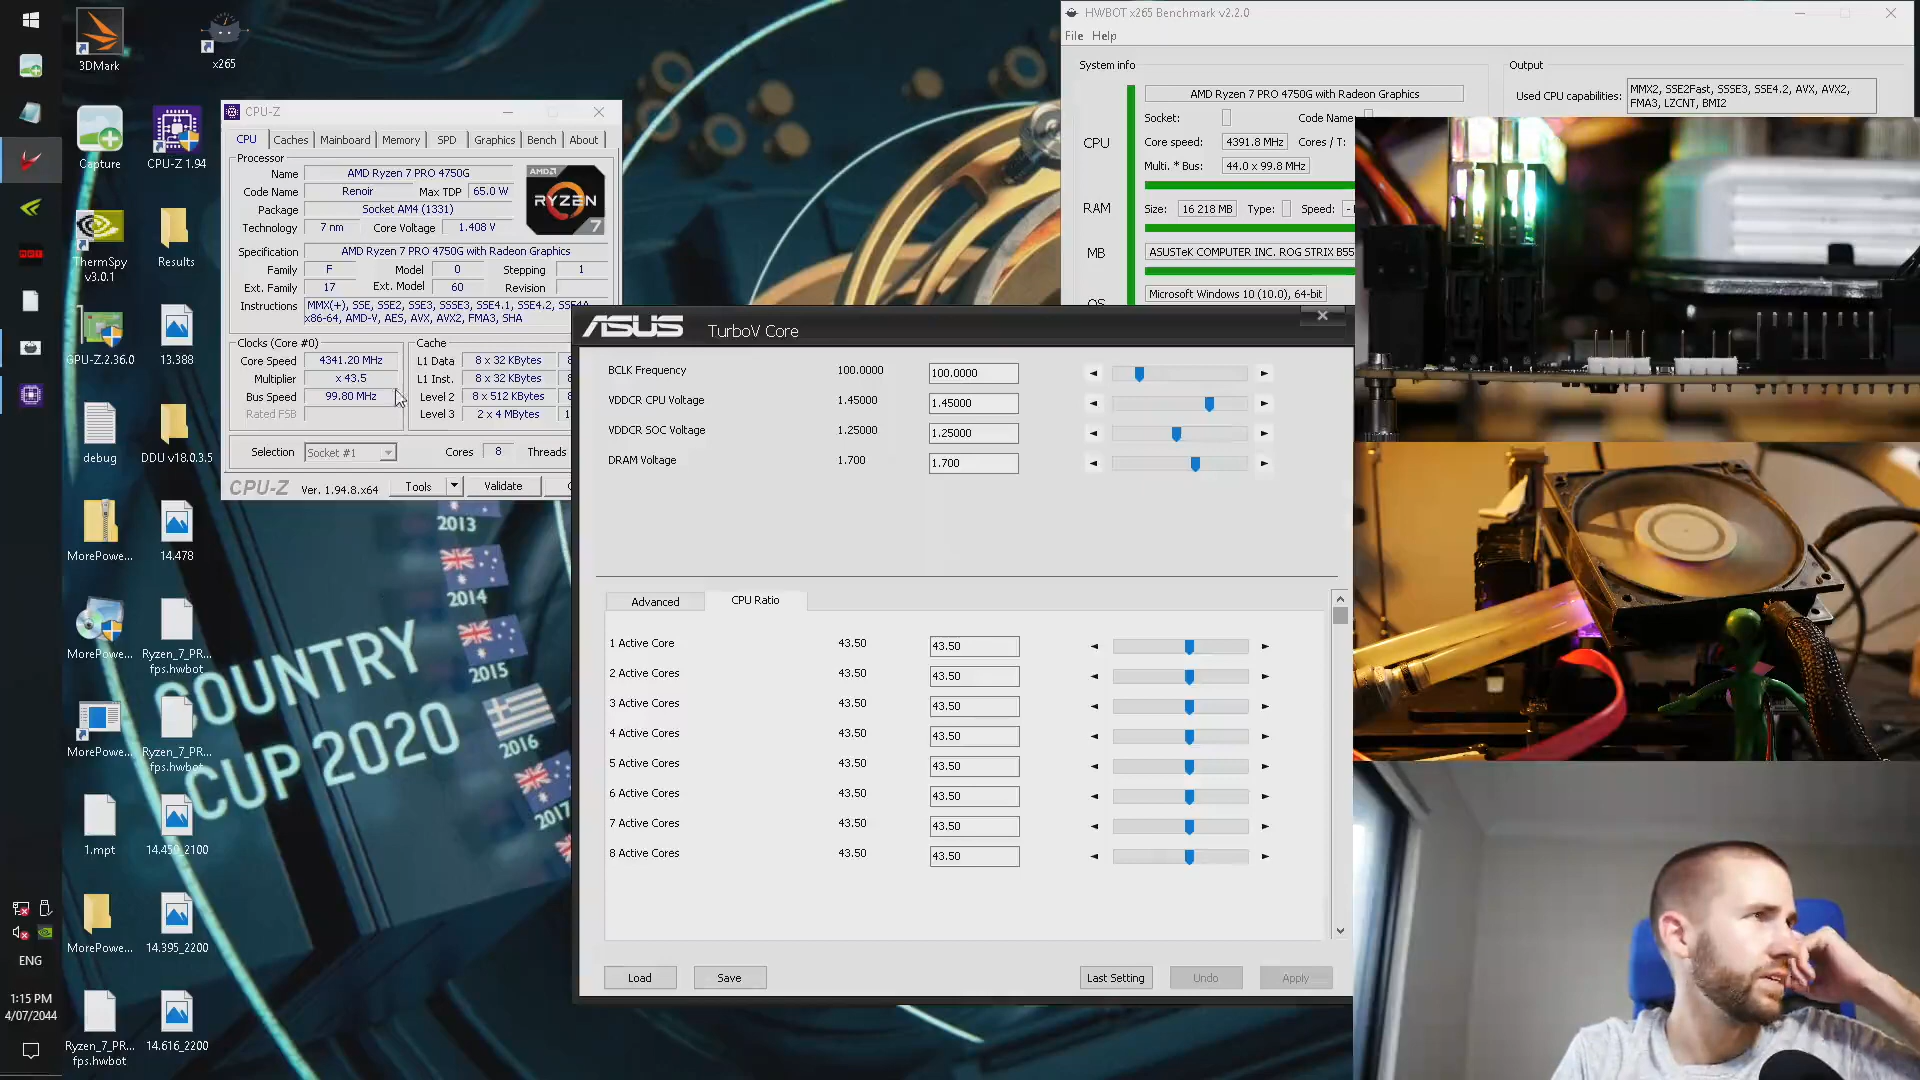 3DMark
x265
Capture
CPU-Z 1.94
ThermSpy
v3.0.1
Results
GPU-Z.2.36.0
13.388
debug
DDU v18.0.3.5
MorePowe...
14.478
MorePowe...
Ryzen_7_PR...
fps.hwbot
MorePowe...
Ryzen_7_PR...
fps.hwbot
1.mpt
14.459_2100
MorePowe...
14.395_2200
Ryzen_7_PR...
fps.hwbot
14.616_2200
ENG
1:15 PM
4/07/2044
COUNTRY
CUP 2020
2013
2014
2015
2016
2017
CPU-Z
CPU Caches Mainboard Memory SPD Graphics Bench About
Processor
Name AMD Ryzen 7 PRO 4750G
Code Name Renoir Max TDP 65.0 W
Package Socket AM4 (1331)
Technology 7 nm Core Voltage 1.408 V
AMD
RYZEN
7
Specification AMD Ryzen 7 PRO 4750G with Radeon Graphics
Family F Model 0 Stepping 1
Ext. Family 17 Ext. Model 60 Revision
Instructions MMX(+), SSE, SSE2, SSE3, SSSE3, SSE4.1, SSE4.2, SSE4A
x86-64, AMD-V, AES, AVX, AVX2, FMA3, SHA
Clocks (Core #0)
Core Speed 4341.20 MHz
Multiplier x 43.5
Bus Speed 99.80 MHz
Rated FSB
Cache
L1 Data 8 x 32 KBytes 8
L1 Inst. 8 x 32 KBytes 8
Level 2 8 x 512 KBytes 8
Level 3 2 x 4 MBytes 1
Selection Socket #1 Cores 8 Threads
CPU-Z Ver. 1.94.8.x64 Tools Validate
HWBOT x265 Benchmark v2.2.0
File Help
System info
CPU
AMD Ryzen 7 PRO 4750G with Radeon Graphics
Socket: Code Name:
Core speed: 4391.8 MHz Cores / T:
Multi. * Bus: 44.0 x 99.8 MHz
RAM Size: 16 218 MB Type: Speed: -
MB ASUSTeK COMPUTER INC. ROG STRIX B55
OS Microsoft Windows 10 (10.0), 64-bit
Output
Used CPU capabilities: MMX2, SSE2Fast, SSSE3, SSE4.2, AVX, AVX2,
FMA3, LZCNT, BMI2
ASUS TurboV Core
BCLK Frequency 100.0000 100.0000
VDDCR CPU Voltage 1.45000 1.45000
VDDCR SOC Voltage 1.25000 1.25000
DRAM Voltage 1.700 1.700
Advanced CPU Ratio
1 Active Core 43.50 43.50
2 Active Cores 43.50 43.50
3 Active Cores 43.50 43.50
4 Active Cores 43.50 43.50
5 Active Cores 43.50 43.50
6 Active Cores 43.50 43.50
7 Active Cores 43.50 43.50
8 Active Cores 43.50 43.50
Load Save Last Setting Undo Apply